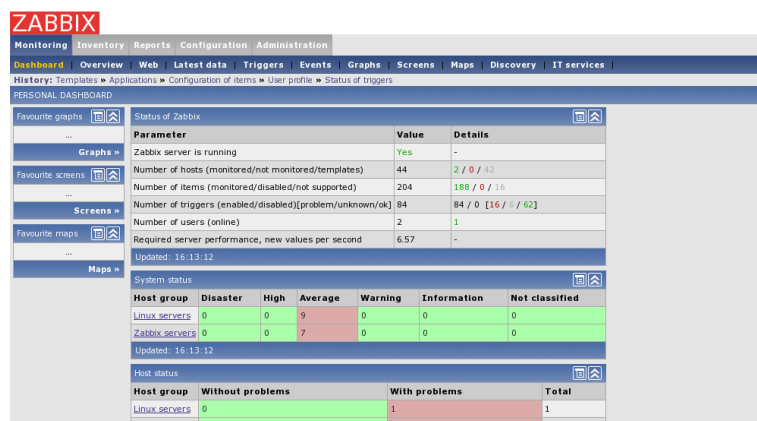 ZABBIX
Monitoring Inventory Reports Configuration Administration
Dashboard | Overview | Web | Latest data | Triggers | Events | Graphs | Screens | Maps | Discovery | IT services |
History: Templates » Applications » Configuration of items » User profile » Status of triggers
PERSONAL DASHBOARD
Favourite graphs
...
Graphs »
Favourite screens
...
Screens »
Favourite maps
...
Maps »
Status of Zabbix
Parameter Value Details
Zabbix server is running Yes -
Number of hosts (monitored/not monitored/templates) 44 2 / 0 / 42
Number of items (monitored/disabled/not supported) 204 188 / 0 / 16
Number of triggers (enabled/disabled)[problem/unknown/ok] 84 84 / 0 [16 / 6 / 62]
Number of users (online) 2 1
Required server performance, new values per second 6.57 -
Updated: 16:13:12
System status
Host group Disaster High Average Warning Information Not classified
Linux servers 0 0 9 0 0 0
Zabbix servers 0 0 7 0 0 0
Updated: 16:13:12
Host status
Host group Without problems With problems Total
Linux servers 0 1 1